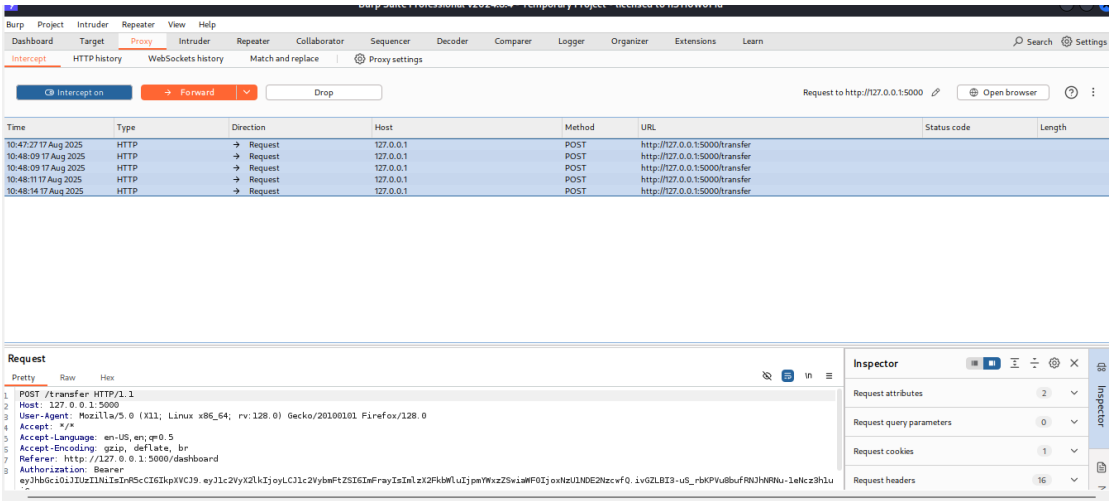 Burp Suite Professional v2024.8.4 - Temporary Project - licensed to
Burp Project Intruder Repeater View Help
Dashboard Target Proxy Intruder Repeater Collaborator Sequencer Decoder Comparer Logger Organizer Extensions Learn Search Settings
Intercept HTTP history WebSockets history Match and replace Proxy settings
Intercept on Forward Drop Request to http://127.0.0.1:5000 Open browser
Time Type Direction Host Method URL Status code Length
10:47:27 17 Aug 2025 HTTP → Request 127.0.0.1 POST http://127.0.0.1:5000/transfer
10:48:09 17 Aug 2025 HTTP → Request 127.0.0.1 POST http://127.0.0.1:5000/transfer
10:48:09 17 Aug 2025 HTTP → Request 127.0.0.1 POST http://127.0.0.1:5000/transfer
10:48:11 17 Aug 2025 HTTP → Request 127.0.0.1 POST http://127.0.0.1:5000/transfer
10:48:14 17 Aug 2025 HTTP → Request 127.0.0.1 POST http://127.0.0.1:5000/transfer
Request
Pretty Raw Hex \n
1 POST /transfer HTTP/1.1
2 Host: 127.0.0.1:5000
3 User-Agent: Mozilla/5.0 (X11; Linux x86_64; rv:128.0) Gecko/20100101 Firefox/128.0
4 Accept: */*
5 Accept-Language: en-US,en;q=0.5
6 Accept-Encoding: gzip, deflate, br
7 Referer: http://127.0.0.1:5000/dashboard
8 Authorization: Bearer
Inspector
Request attributes 2
Request query parameters 0
Request cookies 1
Request headers 16
Inspector